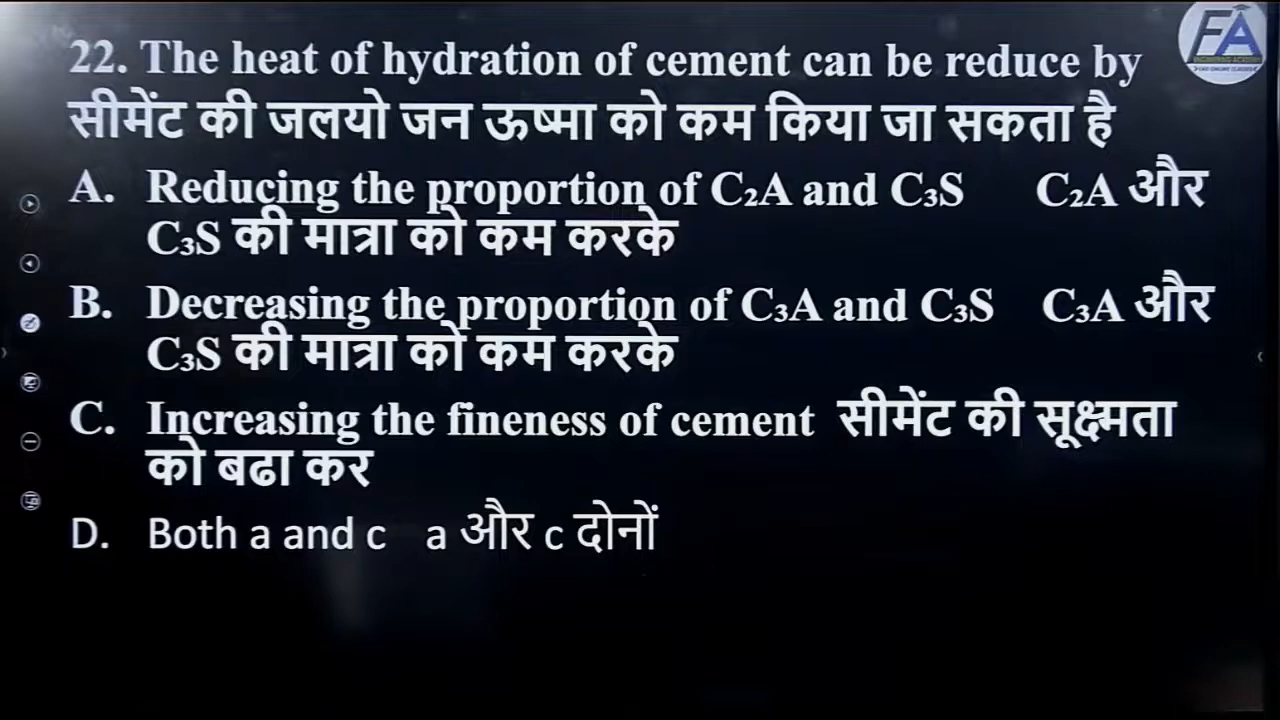 22. The heat of hydration of cement can be reduce by
सीमेंट की जलयो जन ऊष्मा को कम किया जा सकता है
A. Reducing the proportion of C₂A and C₃S C₂A और
C₃S की मात्रा को कम करके
B. Decreasing the proportion of C₃A and C₃S C₃A और
C₃S की मात्रा को कम करके
C. Increasing the fineness of cement सीमेंट की सूक्ष्मता
को बढा कर
D. Both a and c a और c दोनों